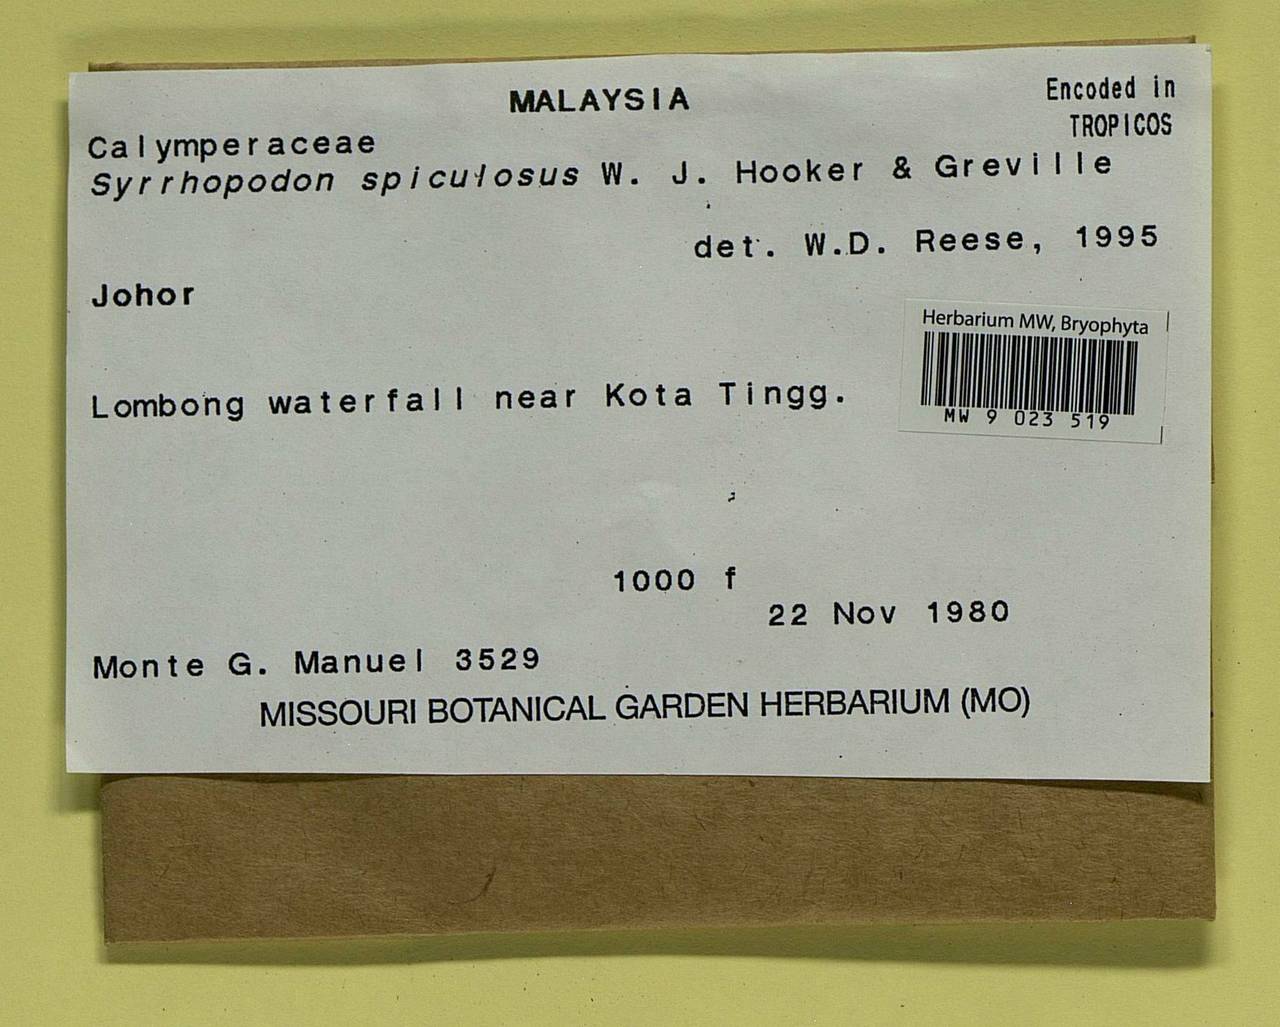 MALAYSIA
Encoded in
TROPICOS
Calymperaceae
Syrrhopodon spiculosus W. J. Hooker & Greville
det. W.D. Reese, 1995
Johor
Herbarium MW, Bryophyta
MW 9 023 519
Lombong waterfall near Kota Tingg.
1000 f
22 Nov 1980
Monte G. Manuel 3529
MISSOURI BOTANICAL GARDEN HERBARIUM (MO)